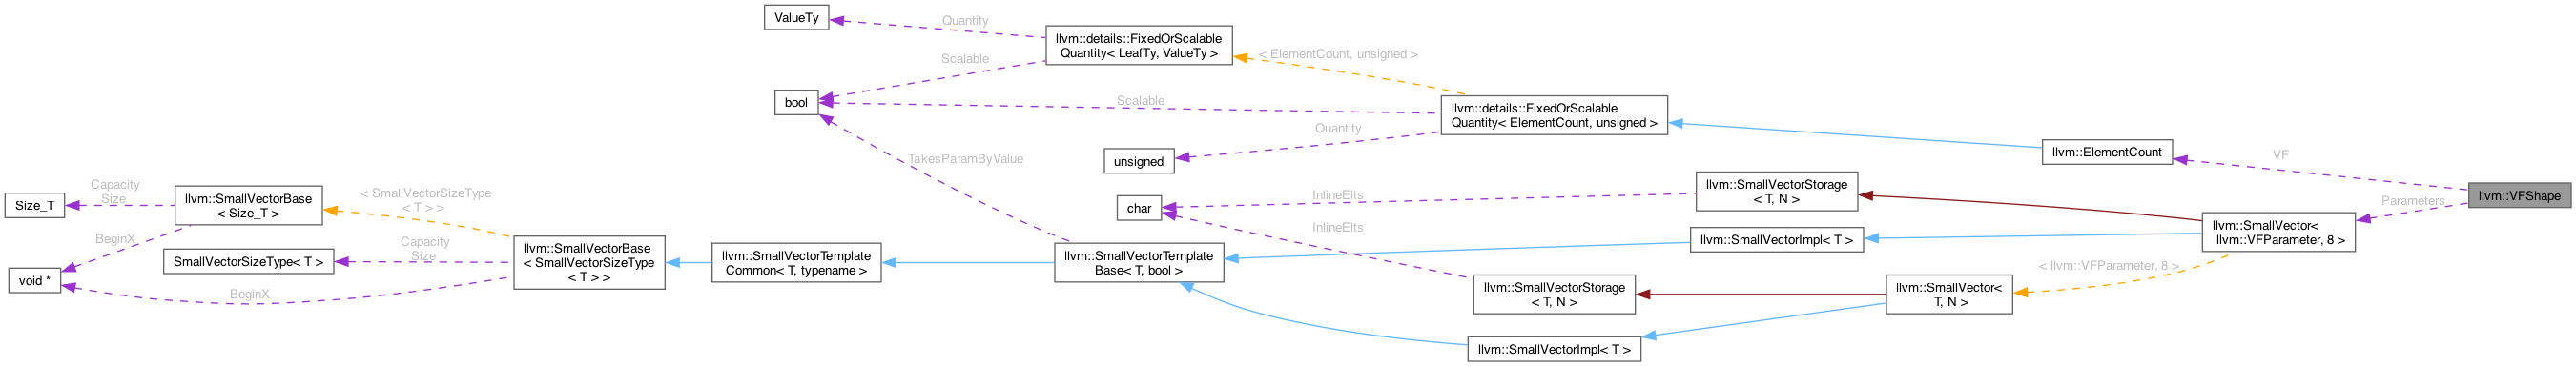 ValueTy
Quantity
llvm::details::FixedOrScalable
Quantity< LeafTy, ValueTy >
Scalable
< ElementCount, unsigned >
bool
Scalable
llvm::details::FixedOrScalable
Quantity< ElementCount, unsigned >
Quantity
unsigned
TakesParamByValue
llvm::ElementCount
VF
llvm::VFShape
Parameters
Size_T
Capacity
Size
llvm::SmallVectorBase
< Size_T >
< SmallVectorSizeType
< T > >
char
InlineElts
llvm::SmallVectorStorage
< T, N >
InlineElts
llvm::SmallVector<
llvm::VFParameter, 8 >
llvm::SmallVectorImpl< T >
BeginX
SmallVectorSizeType< T >
Capacity
Size
llvm::SmallVectorBase
< SmallVectorSizeType
< T > >
llvm::SmallVectorTemplate
Common< T, typename >
llvm::SmallVectorTemplate
Base< T, bool >
< llvm::VFParameter, 8 >
void *
BeginX
llvm::SmallVectorStorage
< T, N >
llvm::SmallVector<
T, N >
llvm::SmallVectorImpl< T >